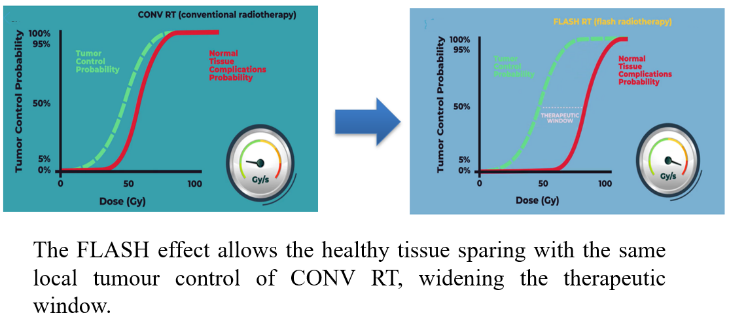 CONV RT (conventional radiotherapy)
100%
95%
50%
5%
0%
Tumor Control Probability
Tumor
Control
Probability
Normal
Tissue
Complications
Probability
Gy/s
0
50
100
Dose (Gy)
FLASH RT (flash radiotherapy)
100%
95%
50%
5%
0%
Tumor Control Probability
Tumor
Control
Probability
Normal
Tissue
Complications
Probability
THERAPEUTIC
WINDOW
Gy/s
0
50
100
Dose (Gy)
The FLASH effect allows the healthy tissue sparing with the same
local tumour control of CONV RT, widening the therapeutic
window.